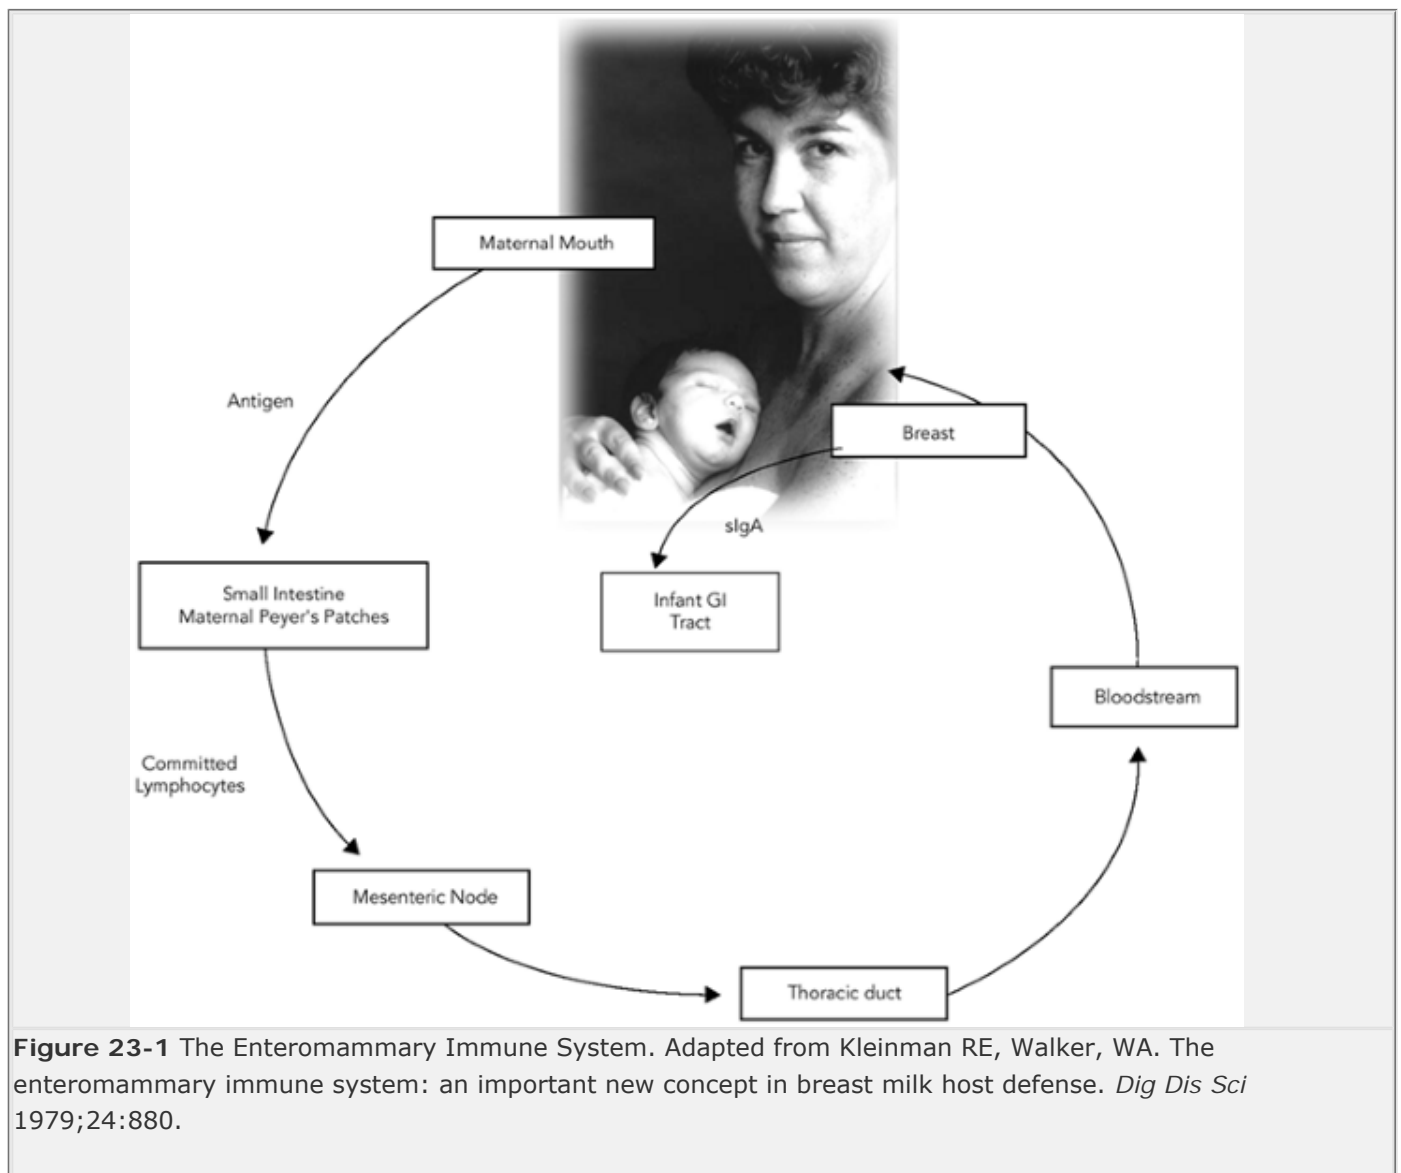 Maternal Mouth
Antigen
Breast
sIgA
Small Intestine
Maternal Peyer's Patches
Infant GI
Tract
Bloodstream
Committed
Lymphocytes
Mesenteric Node
Thoracic duct
Figure 23-1 The Enteromammary Immune System. Adapted from Kleinman RE, Walker, WA. The
enteromammary immune system: an important new concept in breast milk host defense. Dig Dis Sci
1979;24:880.